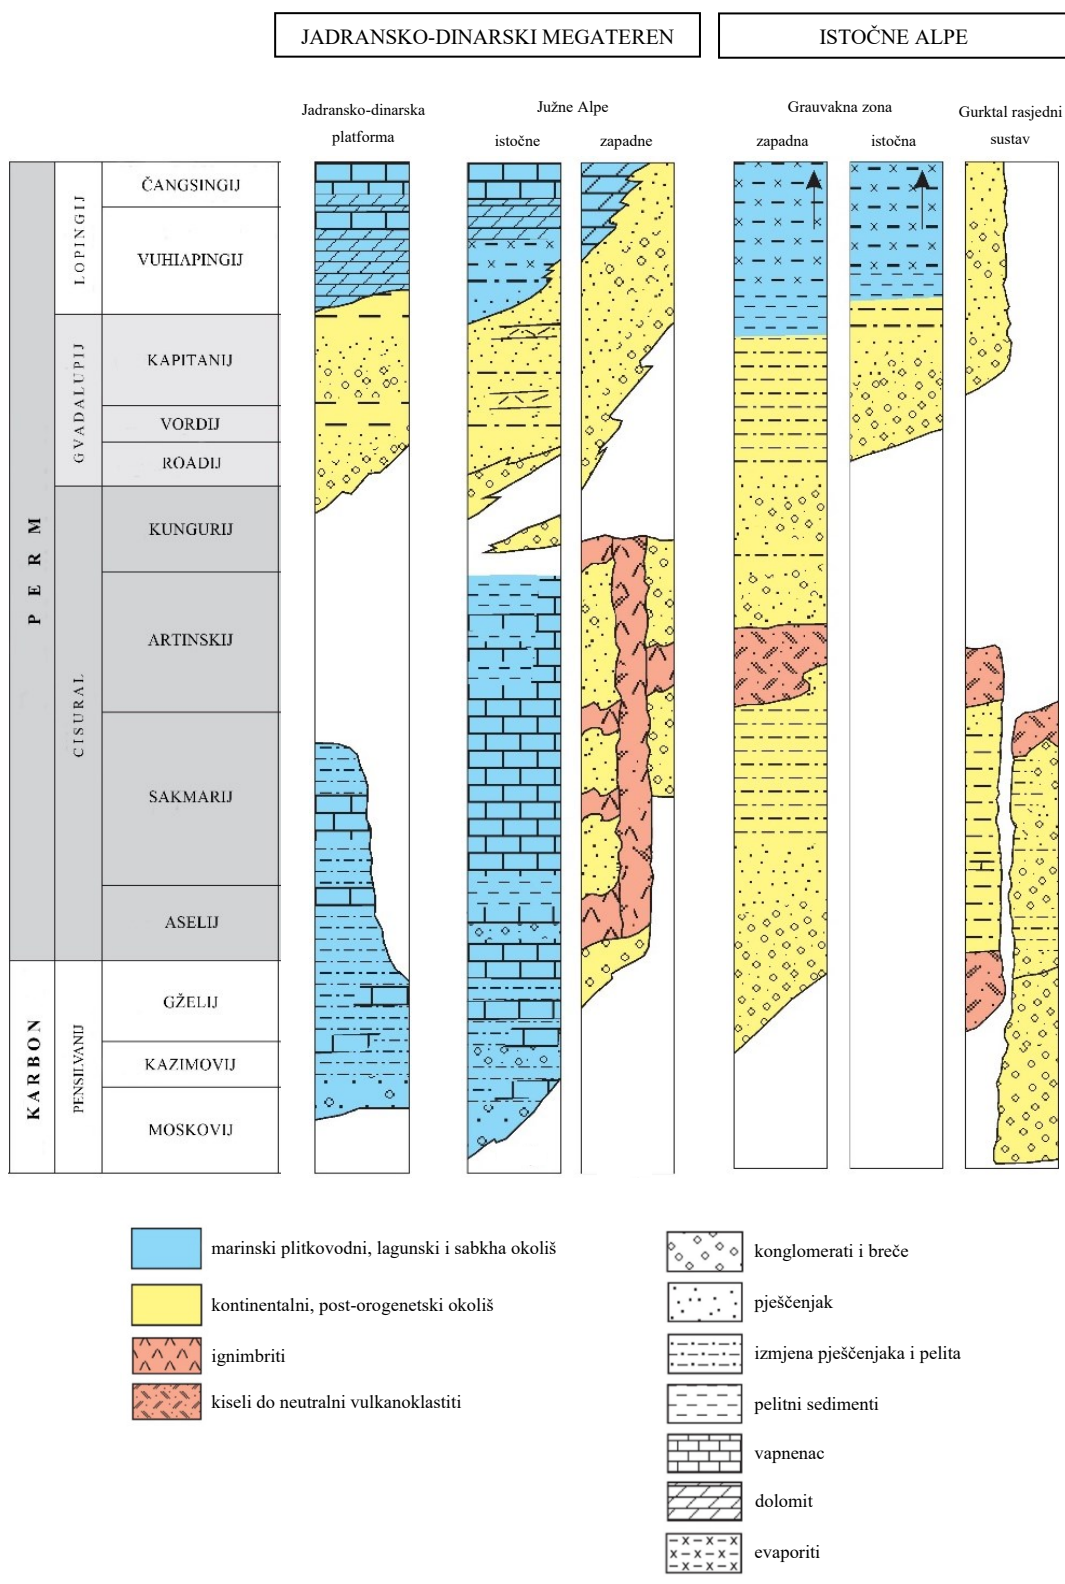 JADRANSKO-DINARSKI MEGATEREN
ISTOČNE ALPE
Jadransko-dinarska
platforma
Južne Alpe
istočne
zapadne
Grauvakna zona
zapadna
istočna
Gurktal rasjedni
sustav
PERM
LOPINGIJ
ČANGSINGIJ
VUHIAPINGIJ
GVADALUPIJ
KAPITANIJ
VORDIJ
ROADIJ
CISURAL
KUNGURIJ
ARTINSKIJ
SAKMARIJ
ASELIJ
KARBON
PENSILVANIJ
GŽELIJ
KAZIMOVIJ
MOSKOVIJ
marinski plitkovodni, lagunski i sabkha okoliš
kontinentalni, post-orogenetski okoliš
ignimbriti
kiseli do neutralni vulkanoklastiti
konglomerati i breče
pješčenjak
izmjena pješčenjaka i pelita
pelitni sedimenti
vapnenac
dolomit
evaporiti